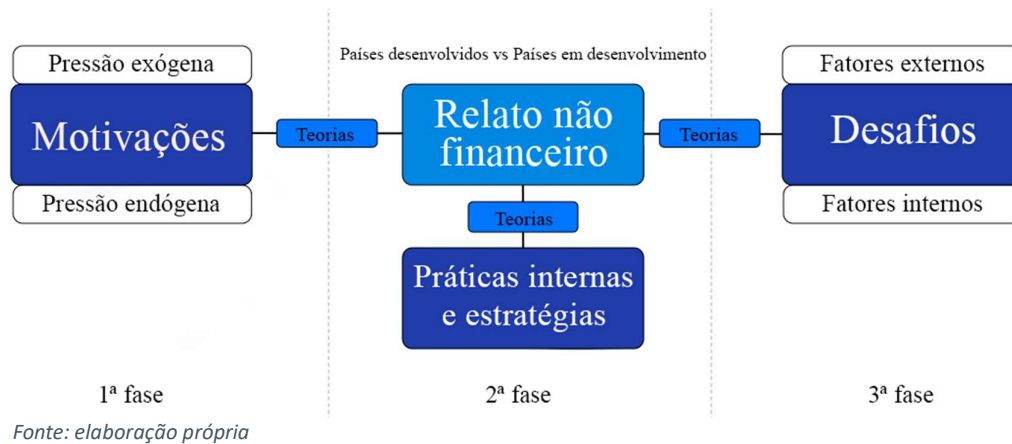 Países desenvolvidos vs Países em desenvolvimento
Pressão exógena
Motivações
Pressão endógena
Teorias
Relato não
financeiro
Teorias
Práticas internas
e estratégias
Teorias
Fatores externos
Desafios
Fatores internos
1ª fase
2ª fase
3ª fase
Fonte: elaboração própria